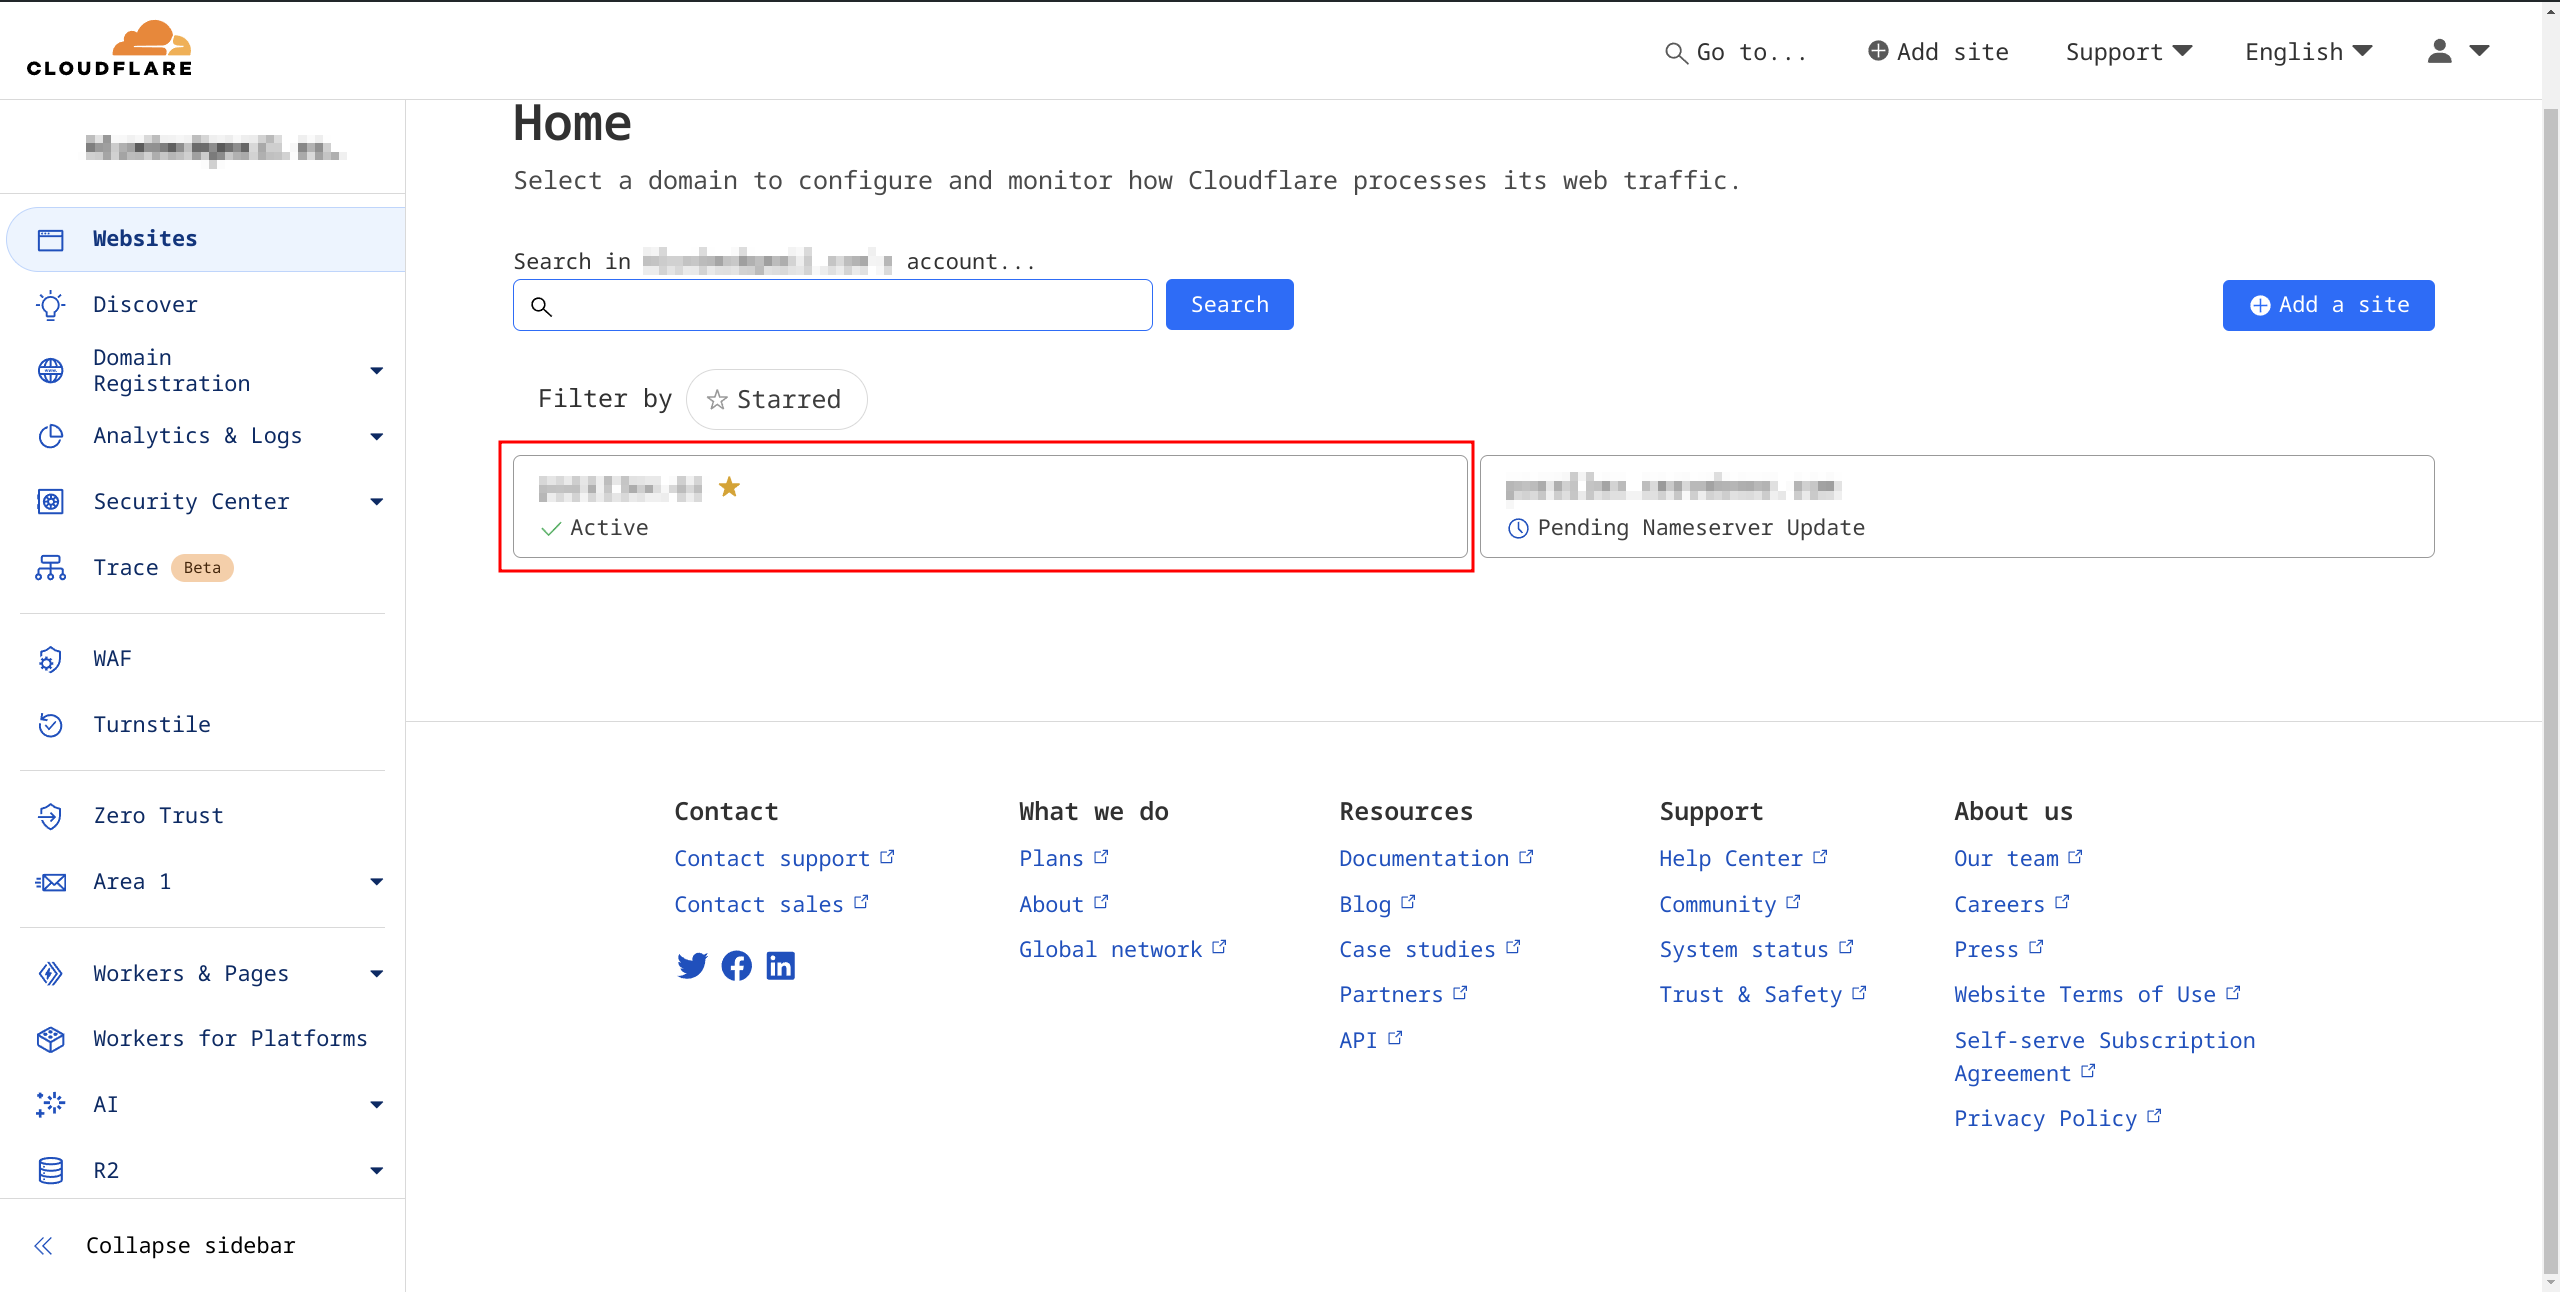 CLOUDFLARE
Go to...
Add site
Support
English
Websites
Discover
Domain
Registration
Analytics & Logs
Security Center
Trace Beta
WAF
Turnstile
Zero Trust
Area 1
Workers & Pages
Workers for Platforms
AI
R2
Collapse sidebar
Home
Select a domain to configure and monitor how Cloudflare processes its web traffic.
Search in account...
Search
Add a site
Filter by Starred
Active
Pending Nameserver Update
Contact
Contact support
Contact sales
What we do
Plans
About
Global network
Resources
Documentation
Blog
Case studies
Partners
API
Support
Help Center
Community
System status
Trust & Safety
About us
Our team
Careers
Press
Website Terms of Use
Self-serve Subscription
Agreement
Privacy Policy